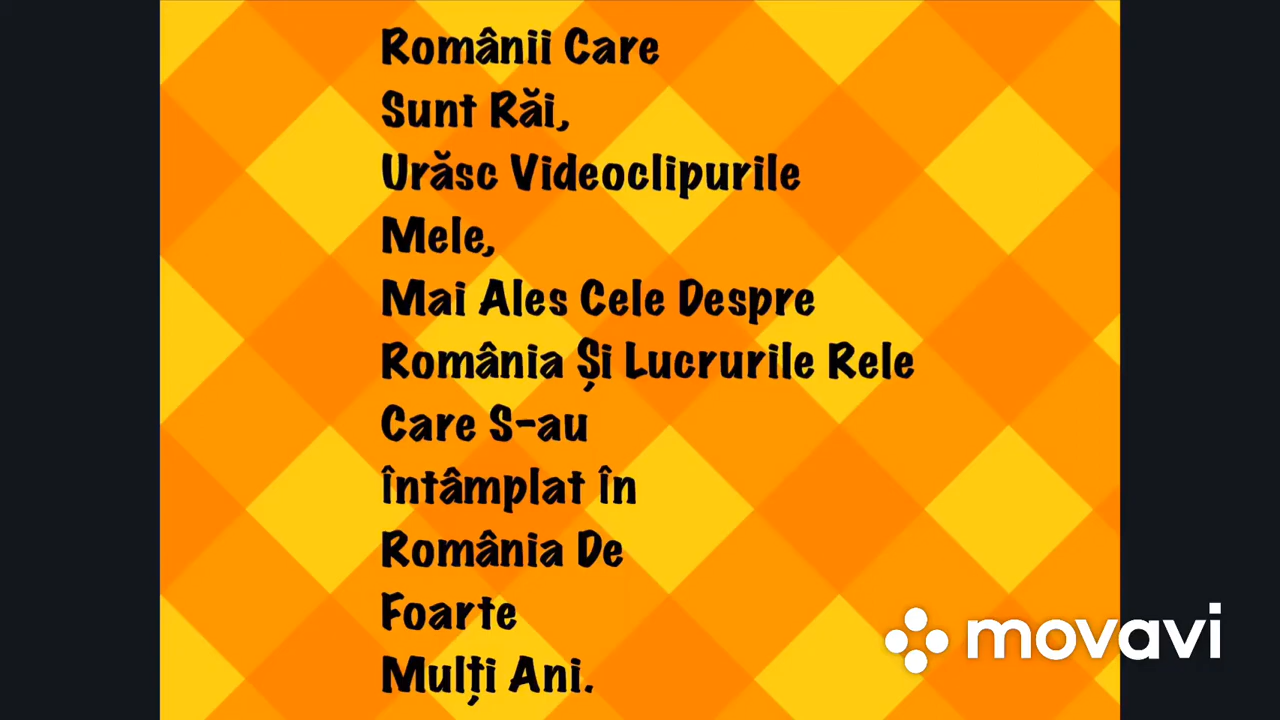 Românii Care
Sunt Răi,
Urăsc Videoclipurile
Mele,
Mai Ales Cele Despre
România Și Lucrurile Rele
Care S-au
întâmplat în
România De
Foarte
Mulți Ani.
movavi